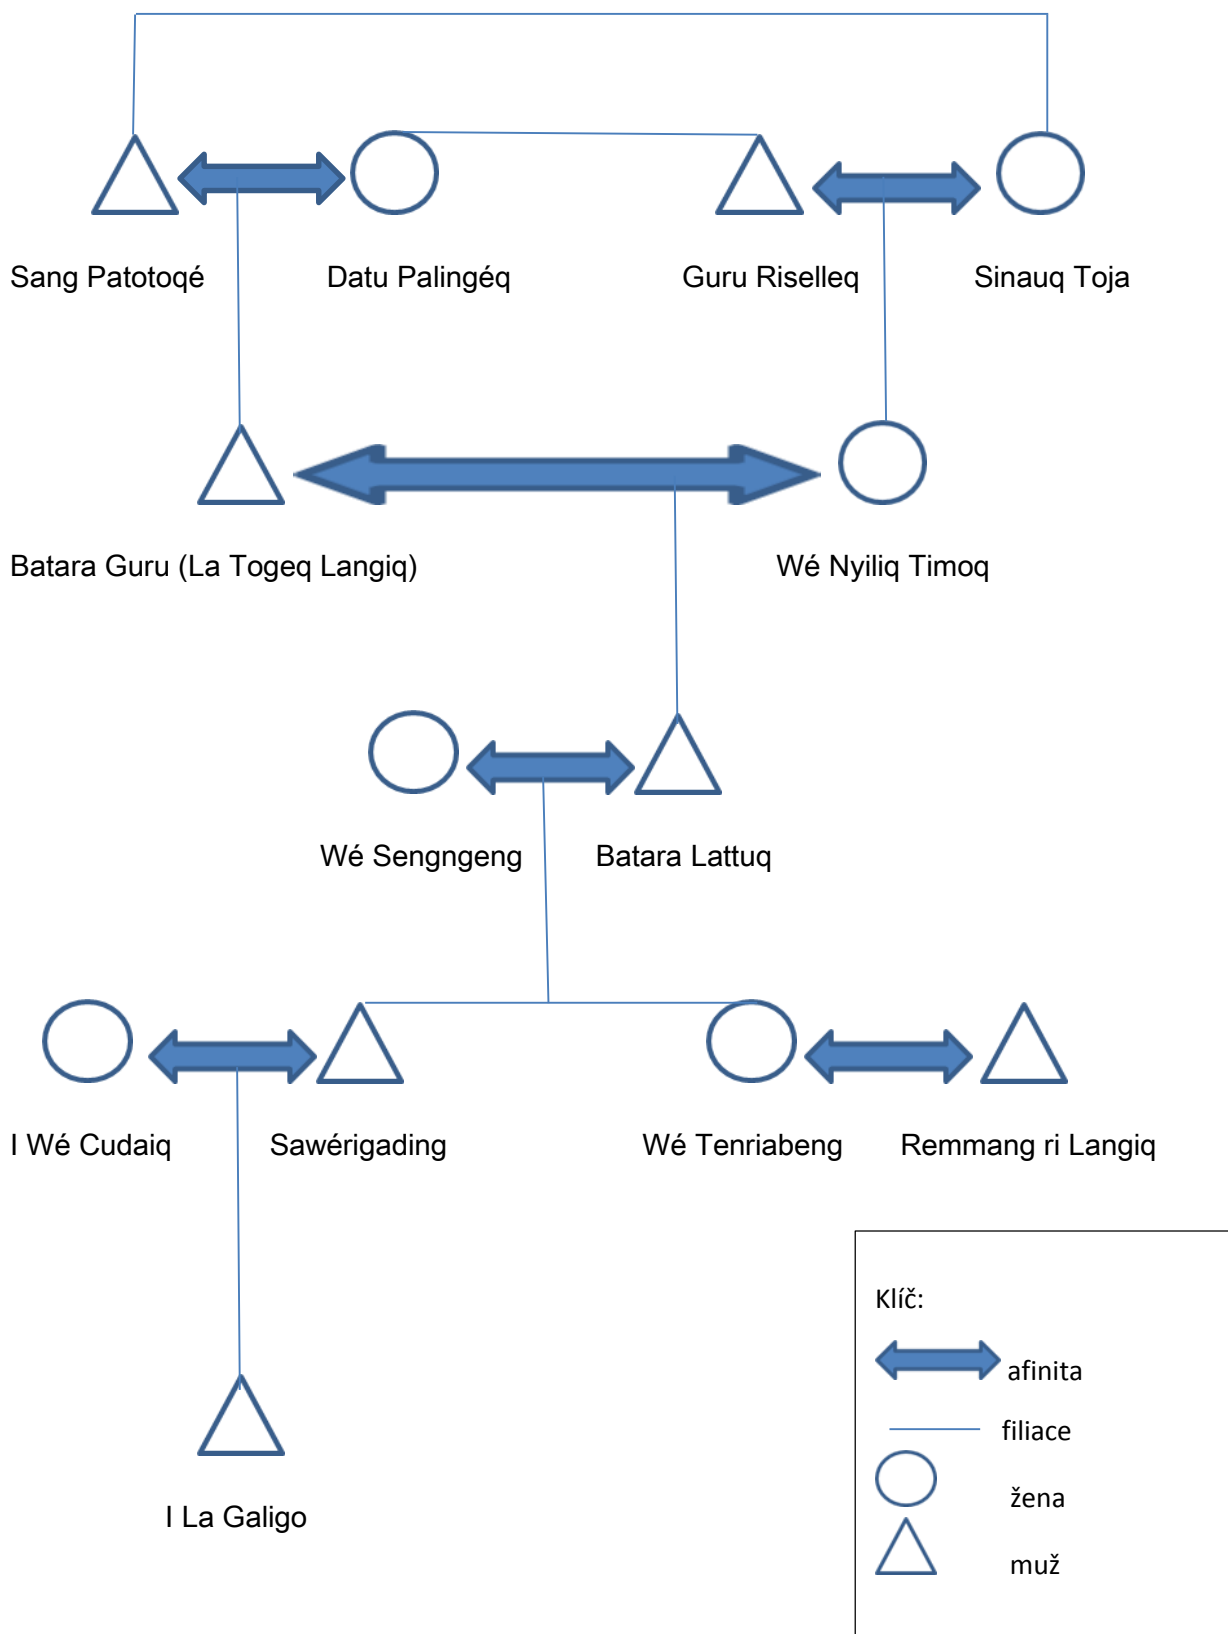 Sang Patotoqé Datu Palingéq Guru Riselleq Sinauq Toja
Batara Guru (La Togeq Langiq) Wé Nyiliq Timoq
Wé Sengngeng Batara Lattuq
I Wé Cudaiq Sawérigading Wé Tenriabeng Remmang ri Langiq
I La Galigo
Klíč:
afinita
filiace
žena
muž